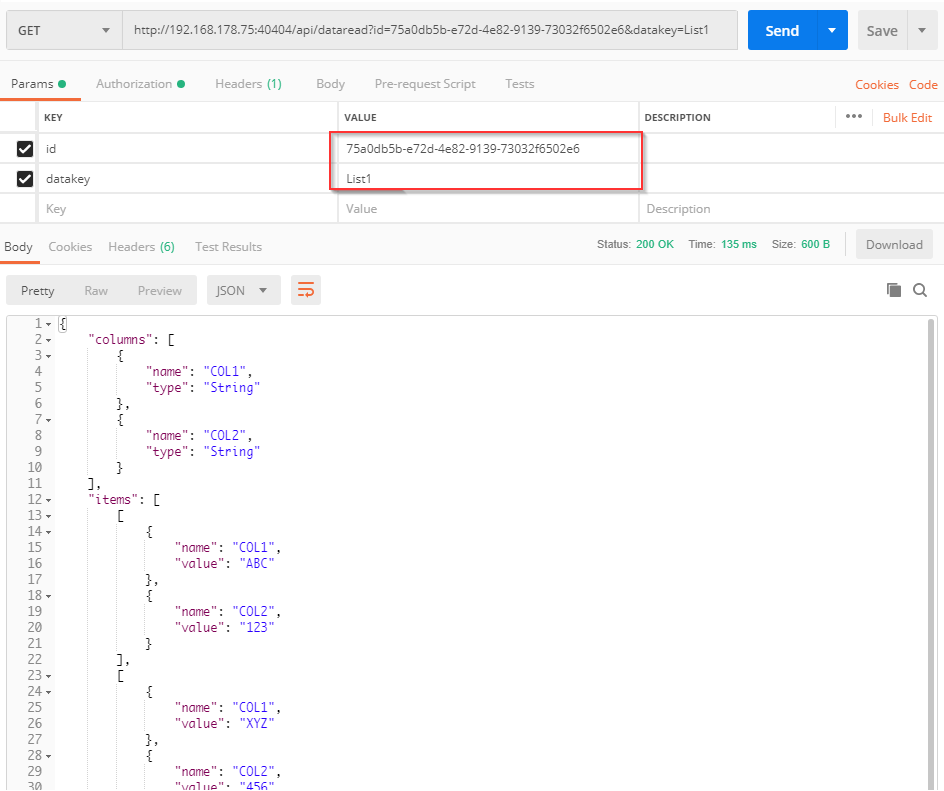 GET http://192.168.178.75:40404/api/dataread?id=75a0db5b-e72d-4e82-9139-73032f6502e6&datakey=List1 Send Save
Params Authorization Headers (1) Body Pre-request Script Tests Cookies Code
KEY VALUE DESCRIPTION ••• Bulk Edit
id 75a0db5b-e72d-4e82-9139-73032f6502e6
datakey List1
Key Value Description
Body Cookies Headers (6) Test Results Status: 200 OK Time: 135 ms Size: 600 B Download
Pretty Raw Preview JSON
1 {
2 "columns": [
3 {
4 "name": "COL1",
5 "type": "String"
6 },
7 {
8 "name": "COL2",
9 "type": "String"
10 }
11 ],
12 "items": [
13 [
14 {
15 "name": "COL1",
16 "value": "ABC"
17 },
18 {
19 "name": "COL2",
20 "value": "123"
21 }
22 ],
23 [
24 {
25 "name": "COL1",
26 "value": "XYZ"
27 },
28 {
29 "name": "COL2",
30 "value": "456"